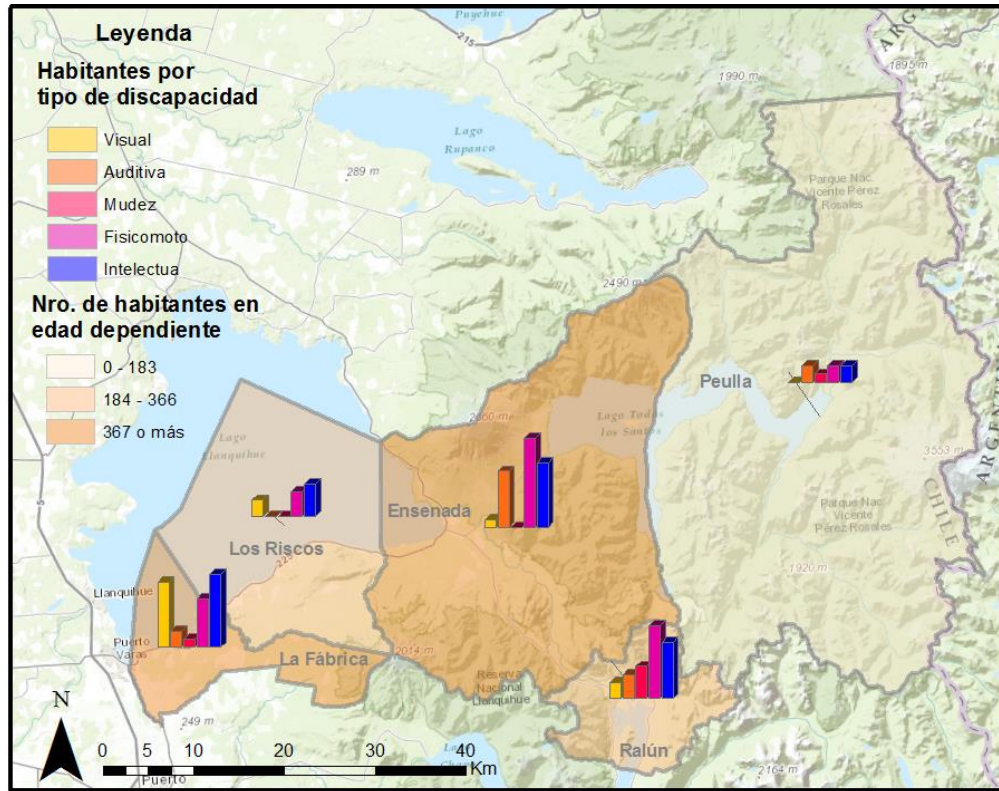 Leyenda
Habitantes por
tipo de discapacidad
Visual
Auditiva
Mudez
Fisicomoto
Intelectua
Nro. de habitantes en
edad dependiente
0 - 183
184 - 366
367 o más
Puyehue
215
ARGE
1895 m
1990 m
Lago
Rupanco
289 m
Parque Nac.
Vicente Pérez
Rosales
2490 m
Peulla
Lago Todos
los Santos
3553 m
ARGENTINA
CHILE
Lago
Llanquihue
Ensenada
Los Riscos
Parque Nac.
Vicente
Pérez Rosales
1920 m
Llanquihue
Puerto
Varas
5
La Fábrica
2014 m
Reserva
Nacional
Llanquihue
249 m
Ralún
2164 m
N
0 5 10 20 30 40
Km
Puerto